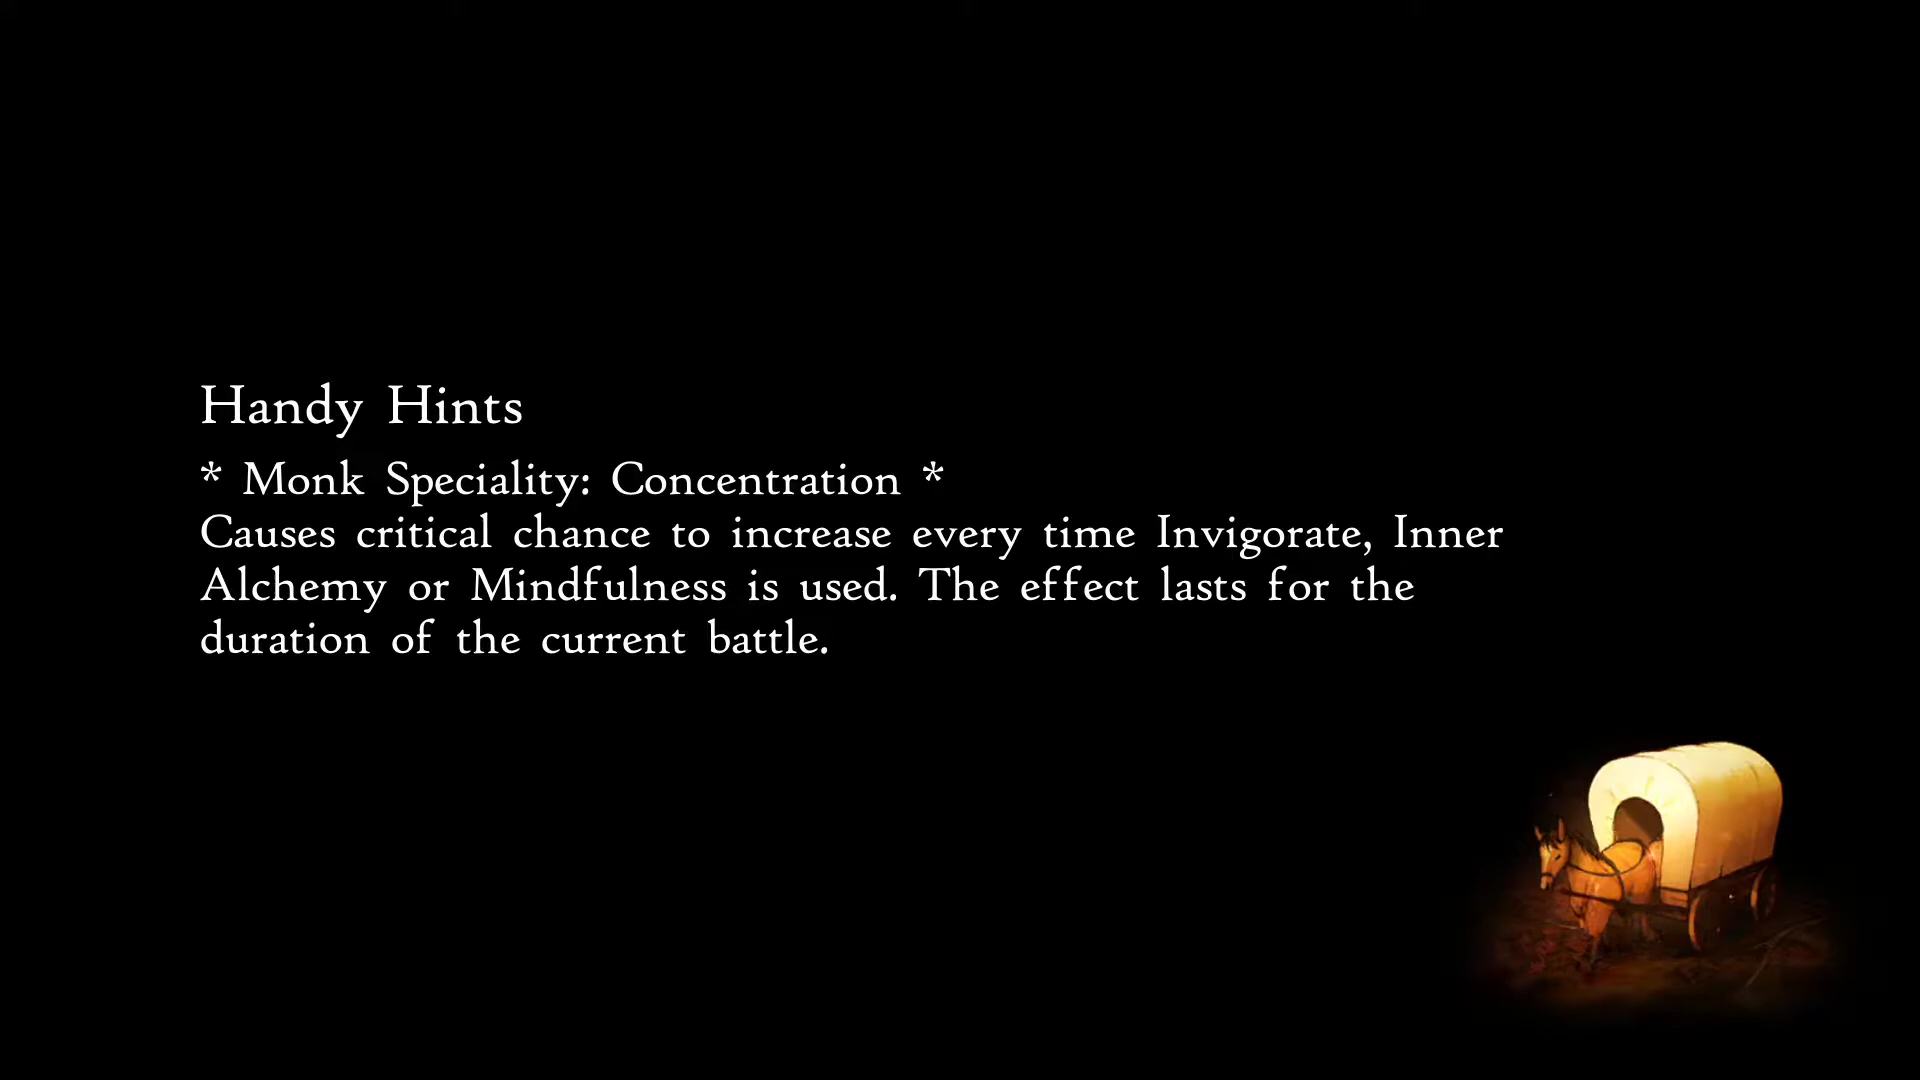 Handy Hints
* Monk Speciality: Concentration *
Causes critical chance to increase every time Invigorate, Inner
Alchemy or Mindfulness is used. The effect lasts for the
duration of the current battle.